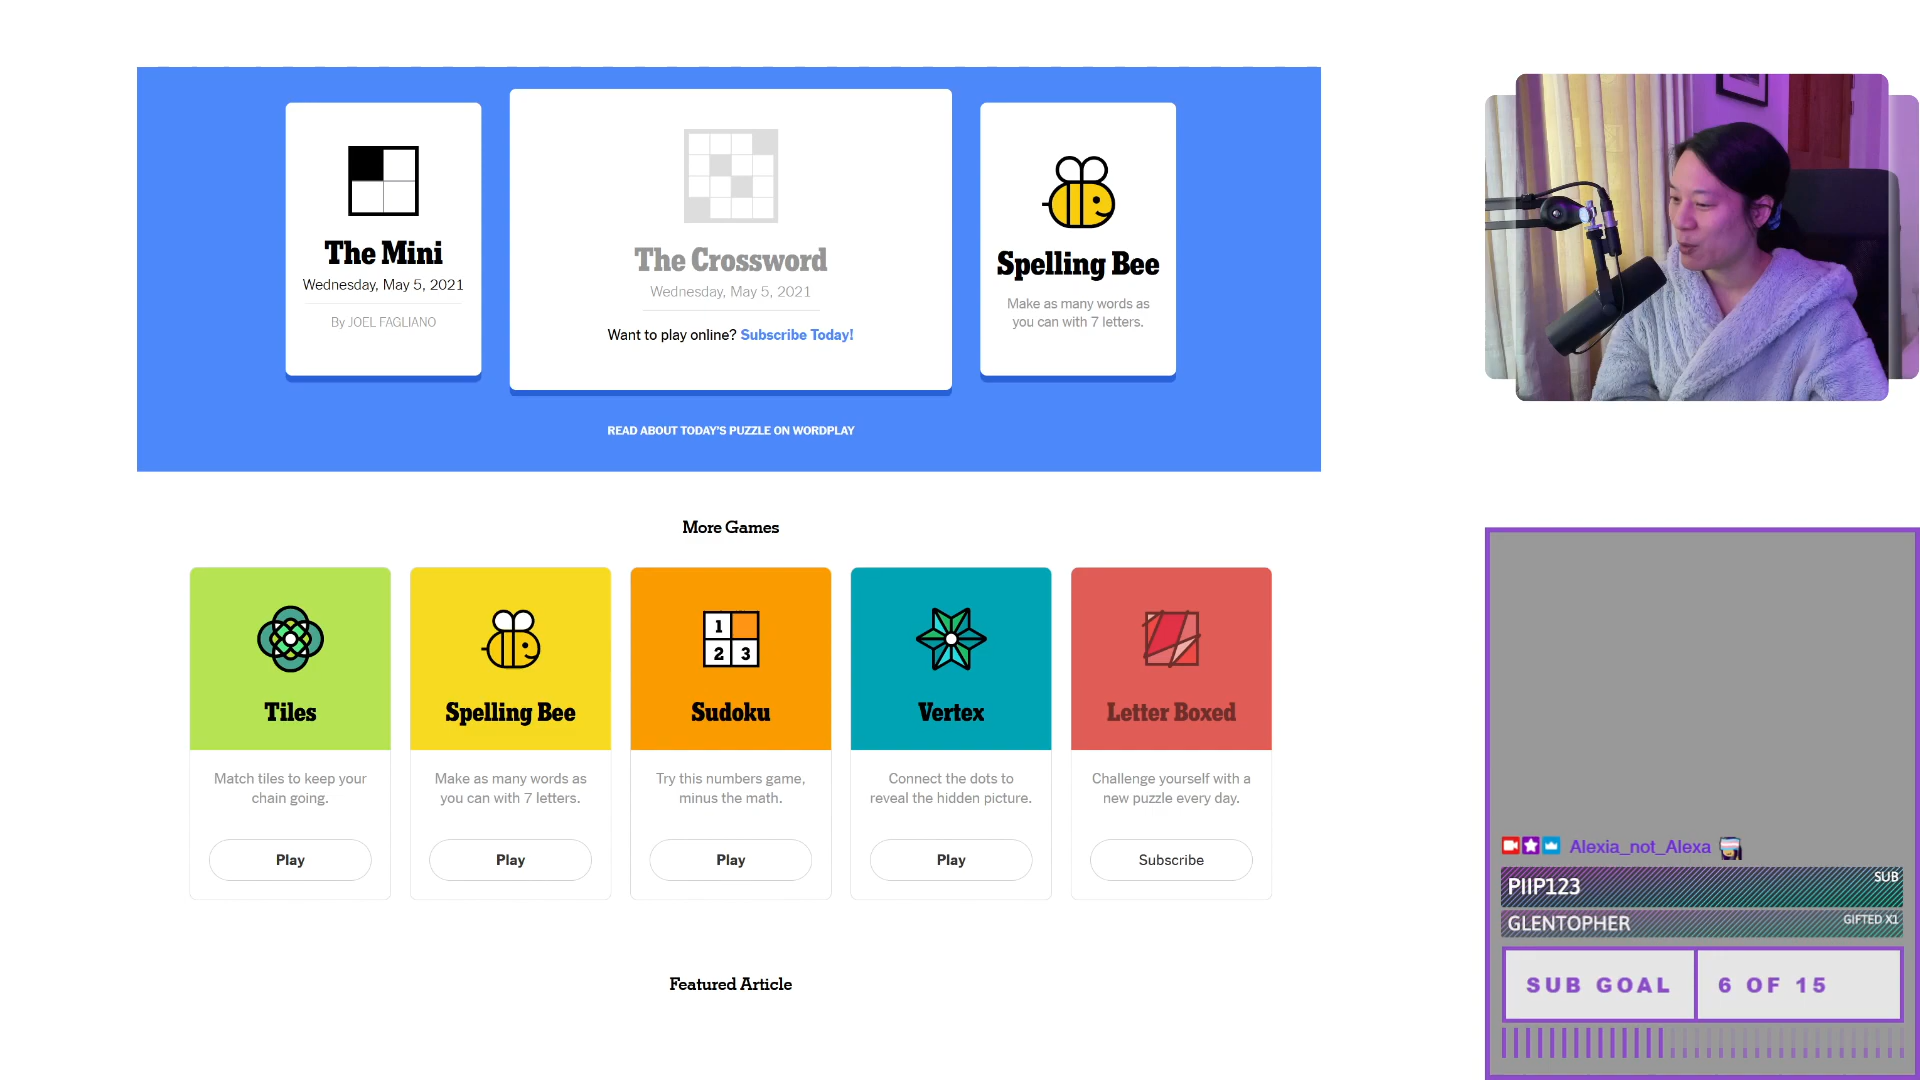 The Mini
Wednesday, May 5, 2021
By JOEL FAGLIANO
The Crossword
Wednesday, May 5, 2021
Want to play online? Subscribe Today!
Spelling Bee
Make as many words as
you can with 7 letters.
READ ABOUT TODAY'S PUZZLE ON WORDPLAY
More Games
Tiles
Match tiles to keep your
chain going.
Play
Spelling Bee
Make as many words as
you can with 7 letters.
Play
1
2 3
Sudoku
Try this numbers game,
minus the math.
Play
Vertex
Connect the dots to
reveal the hidden picture.
Play
Letter Boxed
Challenge yourself with a
new puzzle every day.
Subscribe
Featured Article
Alexia_not_Alexa
PIIP123 SUB
GLENTOPHER GIFTED X1
SUB GOAL 6 OF 15